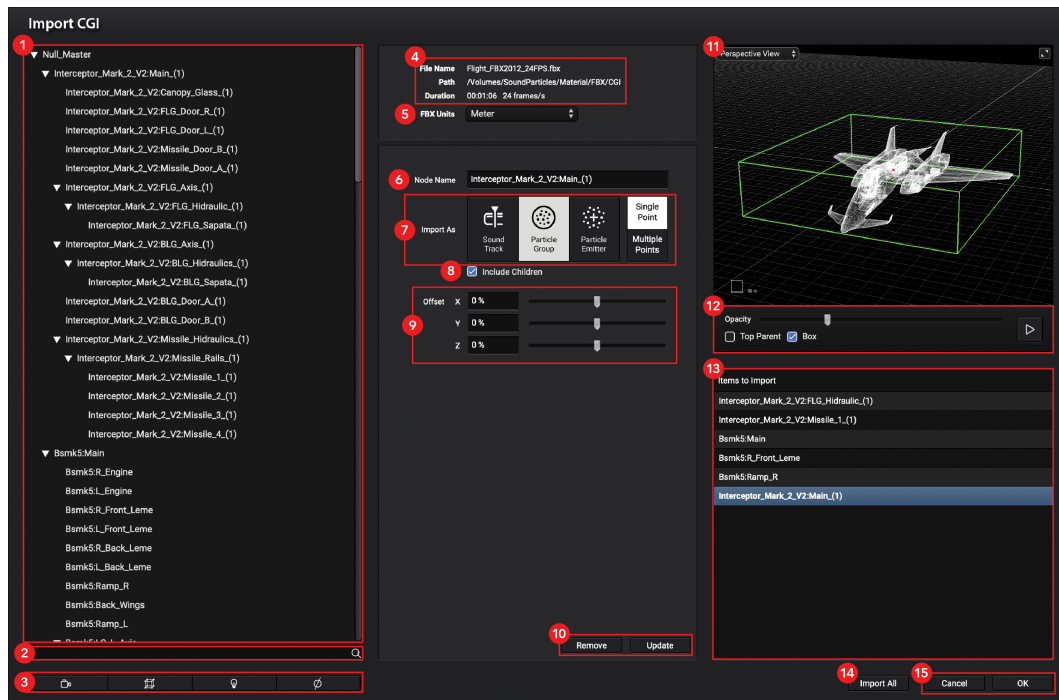 Import CGI
1
Null_Master
Interceptor_Mark_2_V2:Main_(1)
Interceptor_Mark_2_V2:Canopy_Glass_(1)
Interceptor_Mark_2_V2:FLG_Door_R_(1)
Interceptor_Mark_2_V2:FLG_Door_L_(1)
Interceptor_Mark_2_V2:Missile_Door_B_(1)
Interceptor_Mark_2_V2:Missile_Door_A_(1)
Interceptor_Mark_2_V2:FLG_Axis_(1)
Interceptor_Mark_2_V2:FLG_Hidraulic_(1)
Interceptor_Mark_2_V2:FLG_Sapata_(1)
Interceptor_Mark_2_V2:BLG_Axis_(1)
Interceptor_Mark_2_V2:BLG_Hidraulics_(1)
Interceptor_Mark_2_V2:BLG_Sapata_(1)
Interceptor_Mark_2_V2:BLG_Door_A_(1)
Interceptor_Mark_2_V2:BLG_Door_B_(1)
Interceptor_Mark_2_V2:Missile_Hidraulics_(1)
Interceptor_Mark_2_V2:Missile_Rails_(1)
Interceptor_Mark_2_V2:Missile_1_(1)
Interceptor_Mark_2_V2:Missile_2_(1)
Interceptor_Mark_2_V2:Missile_3_(1)
Interceptor_Mark_2_V2:Missile_4_(1)
Bsmk5:Main
Bsmk5:R_Engine
Bsmk5:L_Engine
Bsmk5:R_Front_Leme
Bsmk5:L_Front_Leme
Bsmk5:R_Back_Leme
Bsmk5:L_Back_Leme
Bsmk5:Ramp_R
Bsmk5:Back_Wings
Bsmk5:Ramp_L
2
3
4
File Name Flight_FBX2012_24FPS.fbx
Path /Volumes/SoundParticles/Material/FBX/CGI
Duration 00:01:06 24 frames/s
5 FBX Units Meter
6 Node Name Interceptor_Mark_2_V2:Main_(1)
7 Import As
Sound Track
Particle Group
Particle Emitter
Single Point
Multiple Points
8 Include Children
9
Offset X 0 %
Y 0 %
Z 0 %
10
Remove Update
11
Perspective View
50 m
12
Opacity
Top Parent Box
13
Items to Import
Interceptor_Mark_2_V2:FLG_Hidraulic_(1)
Interceptor_Mark_2_V2:Missile_1_(1)
Bsmk5:Main
Bsmk5:R_Front_Leme
Bsmk5:Ramp_R
Interceptor_Mark_2_V2:Main_(1)
14 Import All
15 Cancel OK